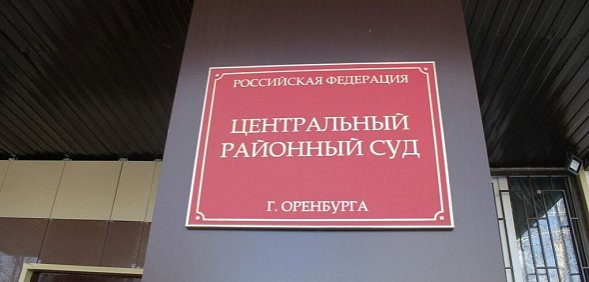 РОССИЙСКАЯ ФЕДЕРАЦИЯ
ЦЕНТРАЛЬНЫЙ
РАЙОННЫЙ СУД
Г. ОРЕНБУРГА